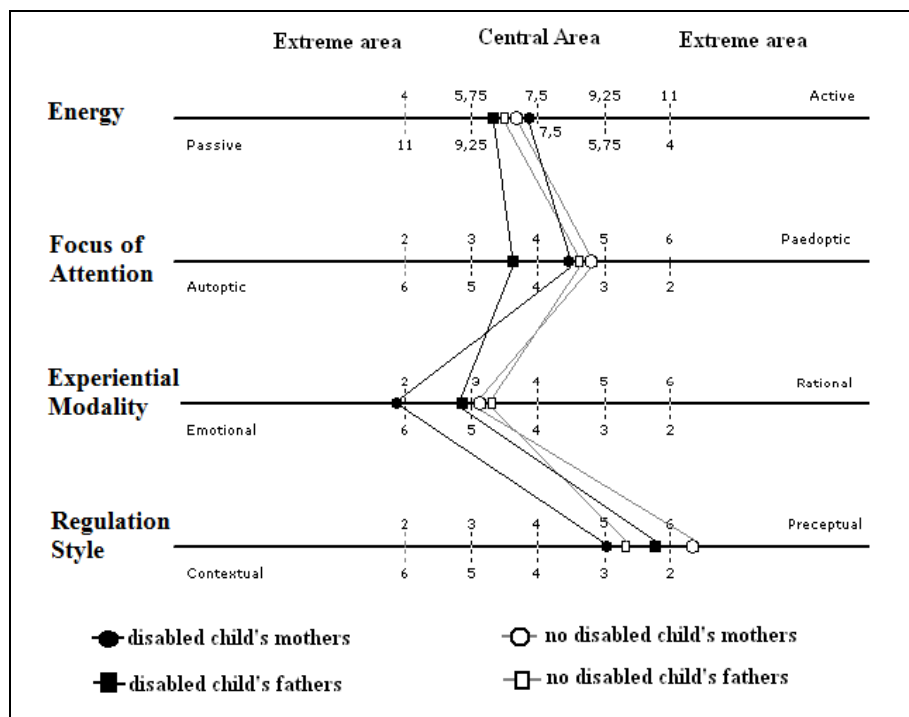 Extreme area Central Area Extreme area
Energy
4 5,75 7,5 9,25 11 Active
Passive 11 9,25 7,5 5,75 4
Focus of
Attention
2 3 4 5 6 Paedoptic
Autoptic 6 5 4 3 2
Experiential
Modality
2 3 4 5 6 Rational
Emotional 6 5 4 3 2
Regulation
Style
2 3 4 5 6 Preceptual
Contextual 6 5 4 3 2
disabled child's mothers no disabled child's mothers
disabled child's fathers no disabled child's fathers